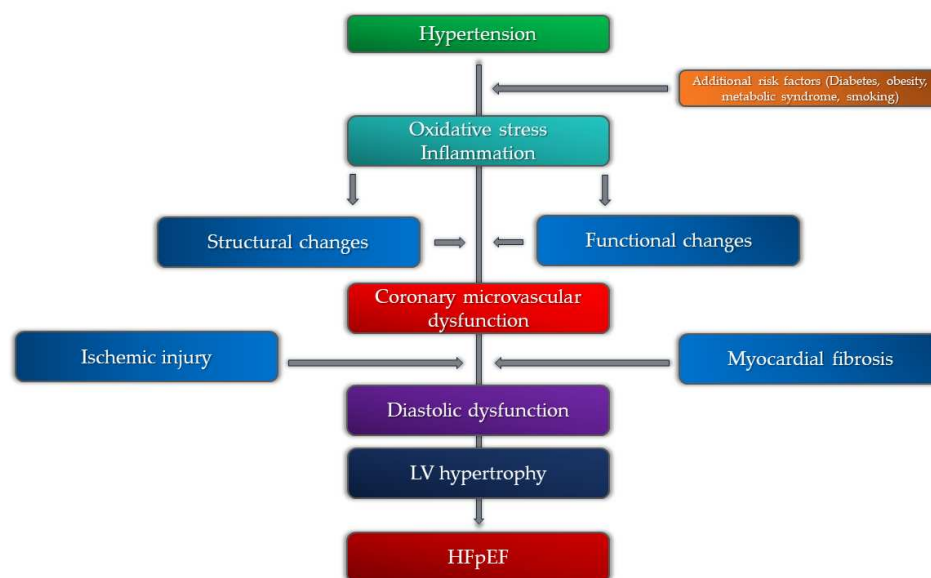 Hypertension
Additional risk factors (Diabetes, obesity,
metabolic syndrome, smoking)
Oxidative stress
Inflammation
Structural changes
Functional changes
Coronary microvascular
dysfunction
Ischemic injury
Myocardial fibrosis
Diastolic dysfunction
LV hypertrophy
HFpEF